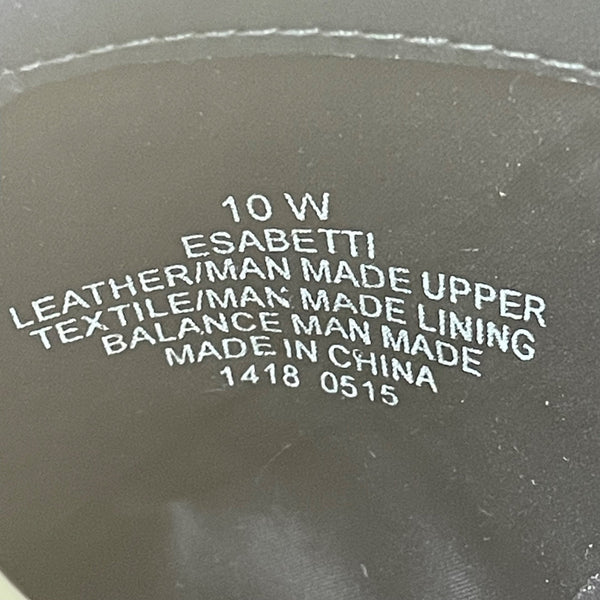 10 W
ESABETTI
LEATHER/MAN MADE UPPER
TEXTILE/MAN MADE LINING
BALANCE MAN MADE
MADE IN CHINA
1418 0515